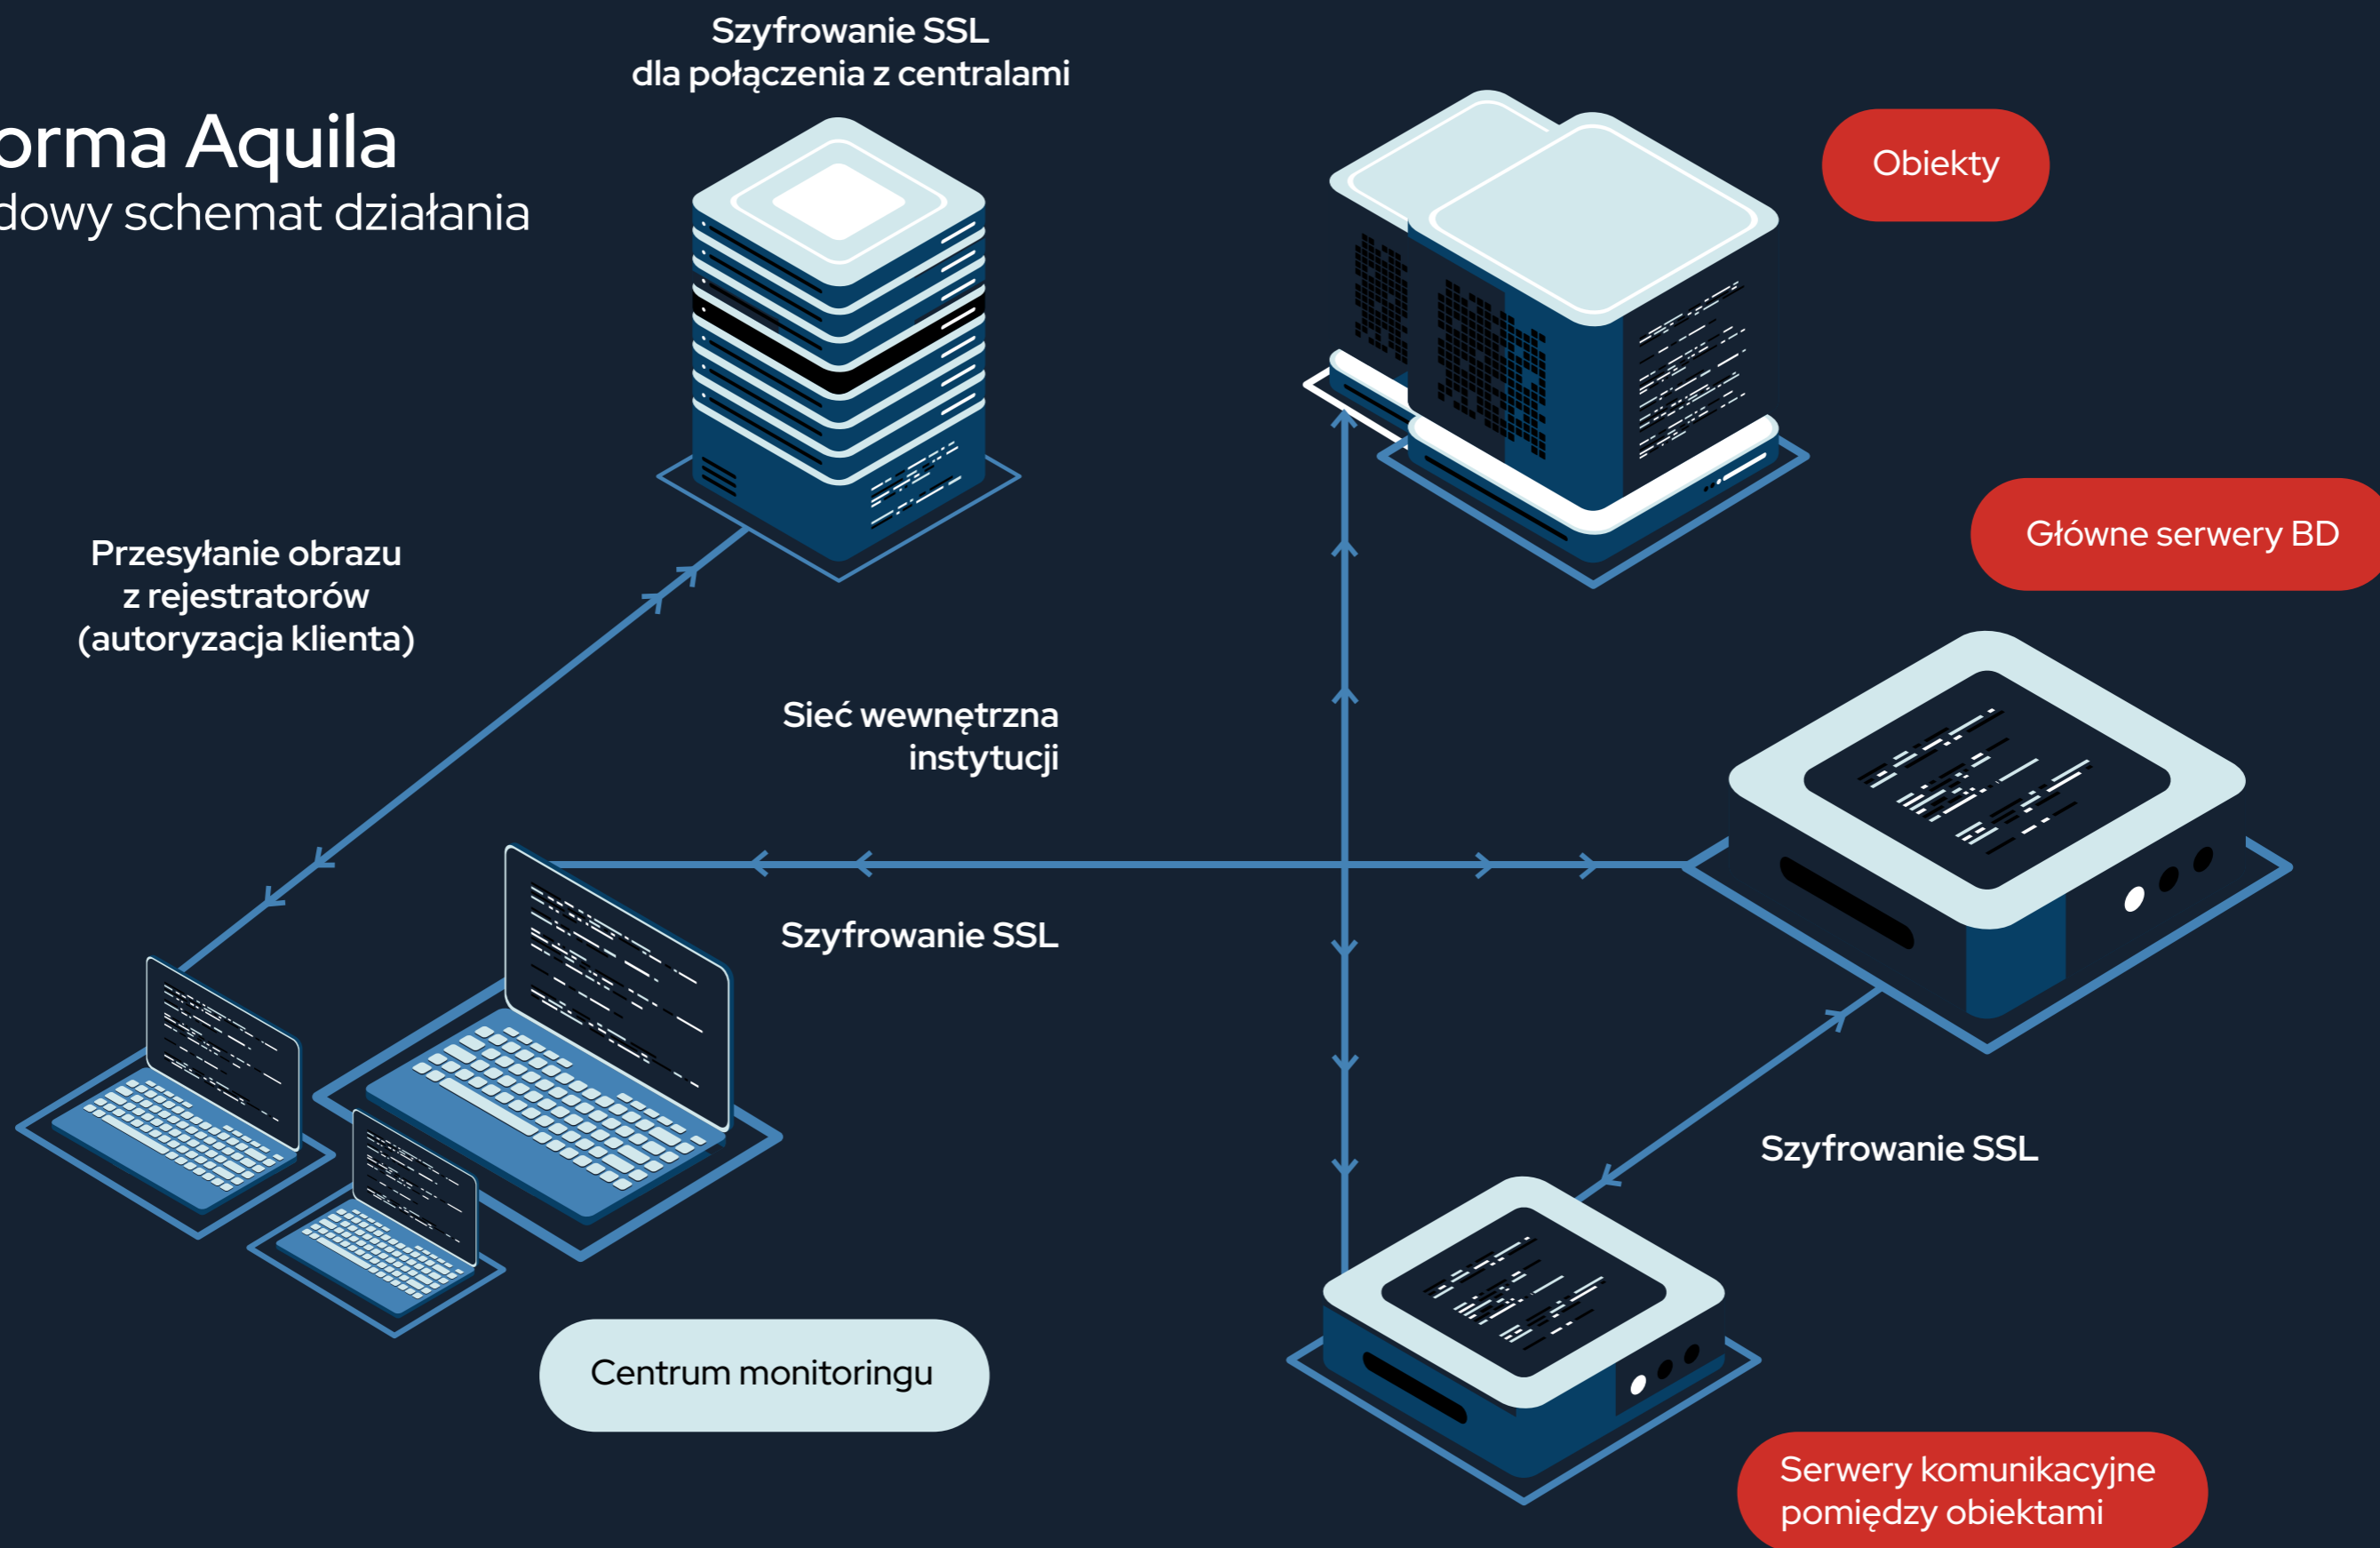 Szyfrowanie SSL
dla połączenia z centralami
orma Aquila
dowy schemat działania
Obiekty
Główne serwery BD
Przesyłanie obrazu
z rejestratorów
(autoryzacja klienta)
Sieć wewnętrzna
instytucji
Szyfrowanie SSL
Szyfrowanie SSL
Centrum monitoringu
Serwery komunikacyjne
pomiędzy obiektami